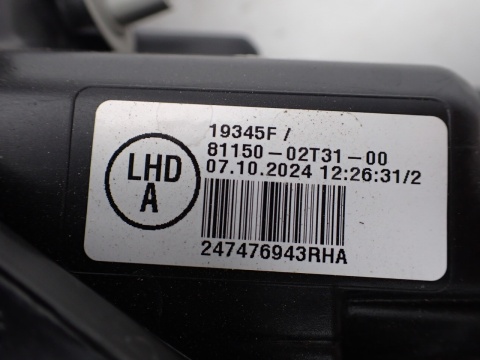 19345F /
81150-02T31-00
07.10.2024 12:26:31/2
LHD
A
247476943RHA